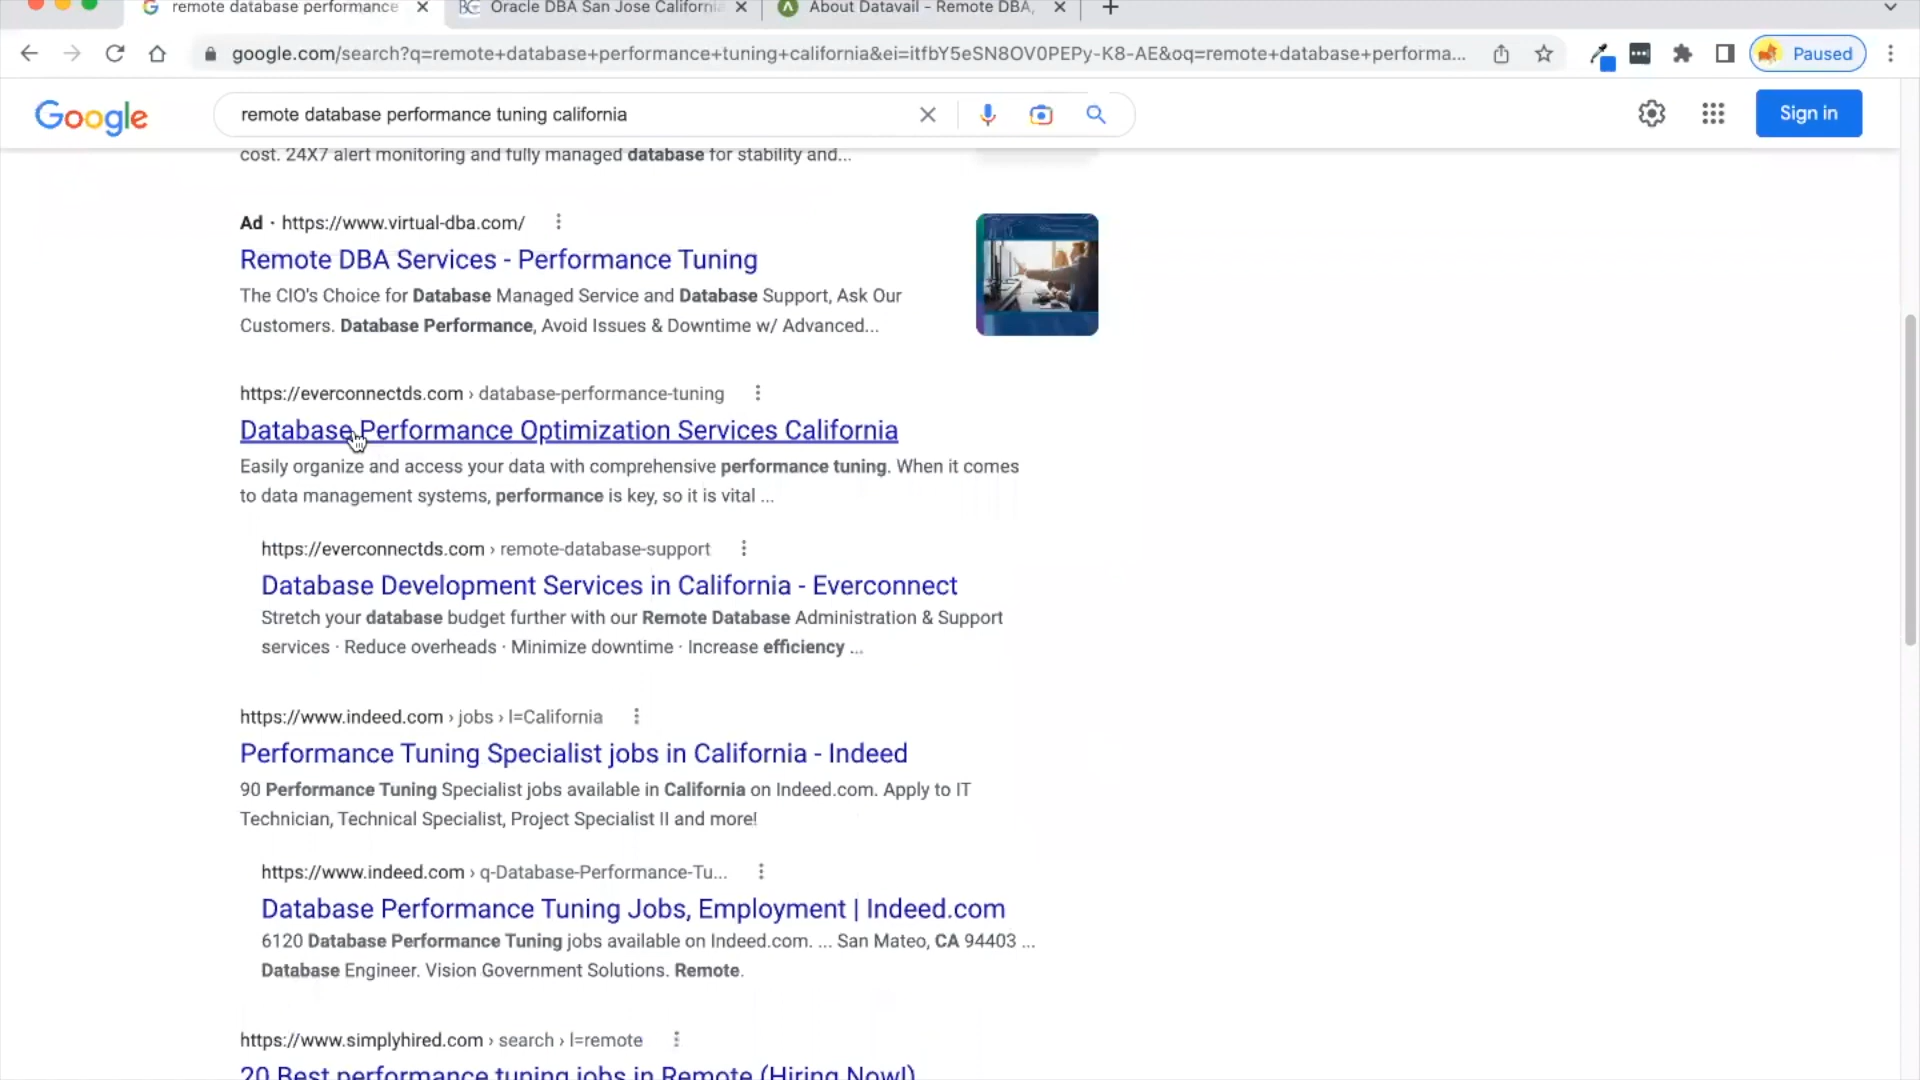 remote database performance
Oracle DBA San Jose California
About Datavail - Remote DBA,
google.com/search?q=remote+database+performance+tuning+california&ei=itfbY5eSN8OV0PEPy-K8-AE&oq=remote+database+performa...
Paused
Google
remote database performance tuning california
Sign in
cost. 24X7 alert monitoring and fully managed database for stability and...
Ad · https://www.virtual-dba.com/
Remote DBA Services - Performance Tuning
The CIO's Choice for Database Managed Service and Database Support, Ask Our
Customers. Database Performance, Avoid Issues & Downtime w/ Advanced...
https://everconnectds.com › database-performance-tuning
Database Performance Optimization Services California
Easily organize and access your data with comprehensive performance tuning. When it comes
to data management systems, performance is key, so it is vital ...
https://everconnectds.com › remote-database-support
Database Development Services in California - Everconnect
Stretch your database budget further with our Remote Database Administration & Support
services · Reduce overheads · Minimize downtime · Increase efficiency ...
https://www.indeed.com › jobs › l=California
Performance Tuning Specialist jobs in California - Indeed
90 Performance Tuning Specialist jobs available in California on Indeed.com. Apply to IT
Technician, Technical Specialist, Project Specialist II and more!
https://www.indeed.com › q-Database-Performance-Tu...
Database Performance Tuning Jobs, Employment | Indeed.com
6120 Database Performance Tuning jobs available on Indeed.com. ... San Mateo, CA 94403 ...
Database Engineer. Vision Government Solutions. Remote.
https://www.simplyhired.com › search › l=remote
20 Best performance tuning jobs in Remote (Hiring Now!)